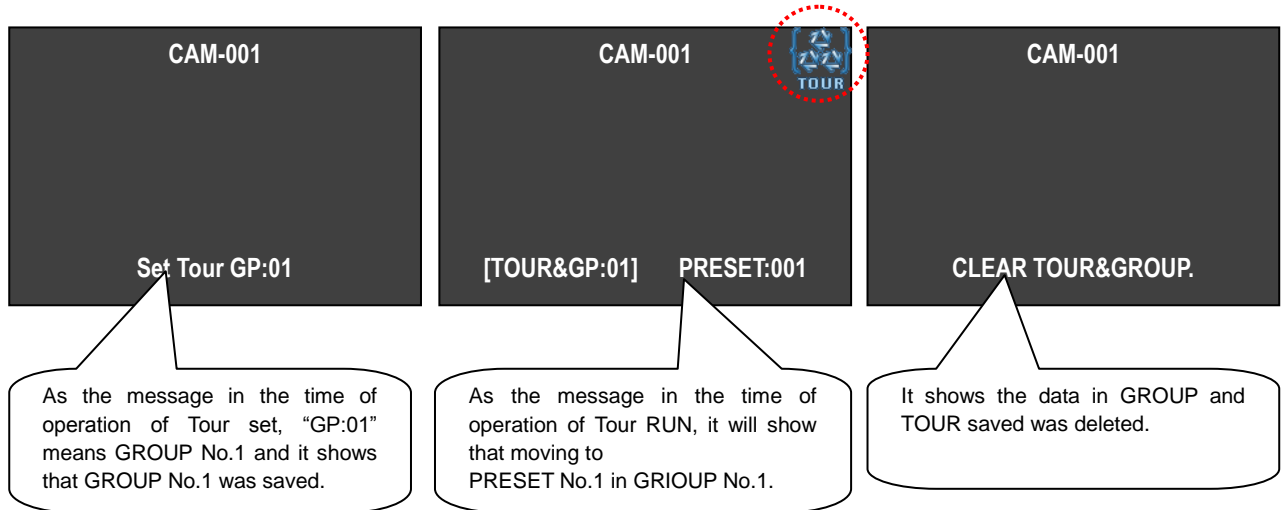 CAM-001
TOUR
Set Tour GP:01
As the message in the time of
operation of Tour set, “GP:01”
means GROUP No.1 and it shows
that GROUP No.1 was saved.
CAM-001
[TOUR&GP:01] PRESET:001
As the message in the time of
operation of Tour RUN, it will show
that moving to
PRESET No.1 in GRIOUP No.1.
CAM-001
CLEAR TOUR&GROUP.
It shows the data in GROUP and
TOUR saved was deleted.